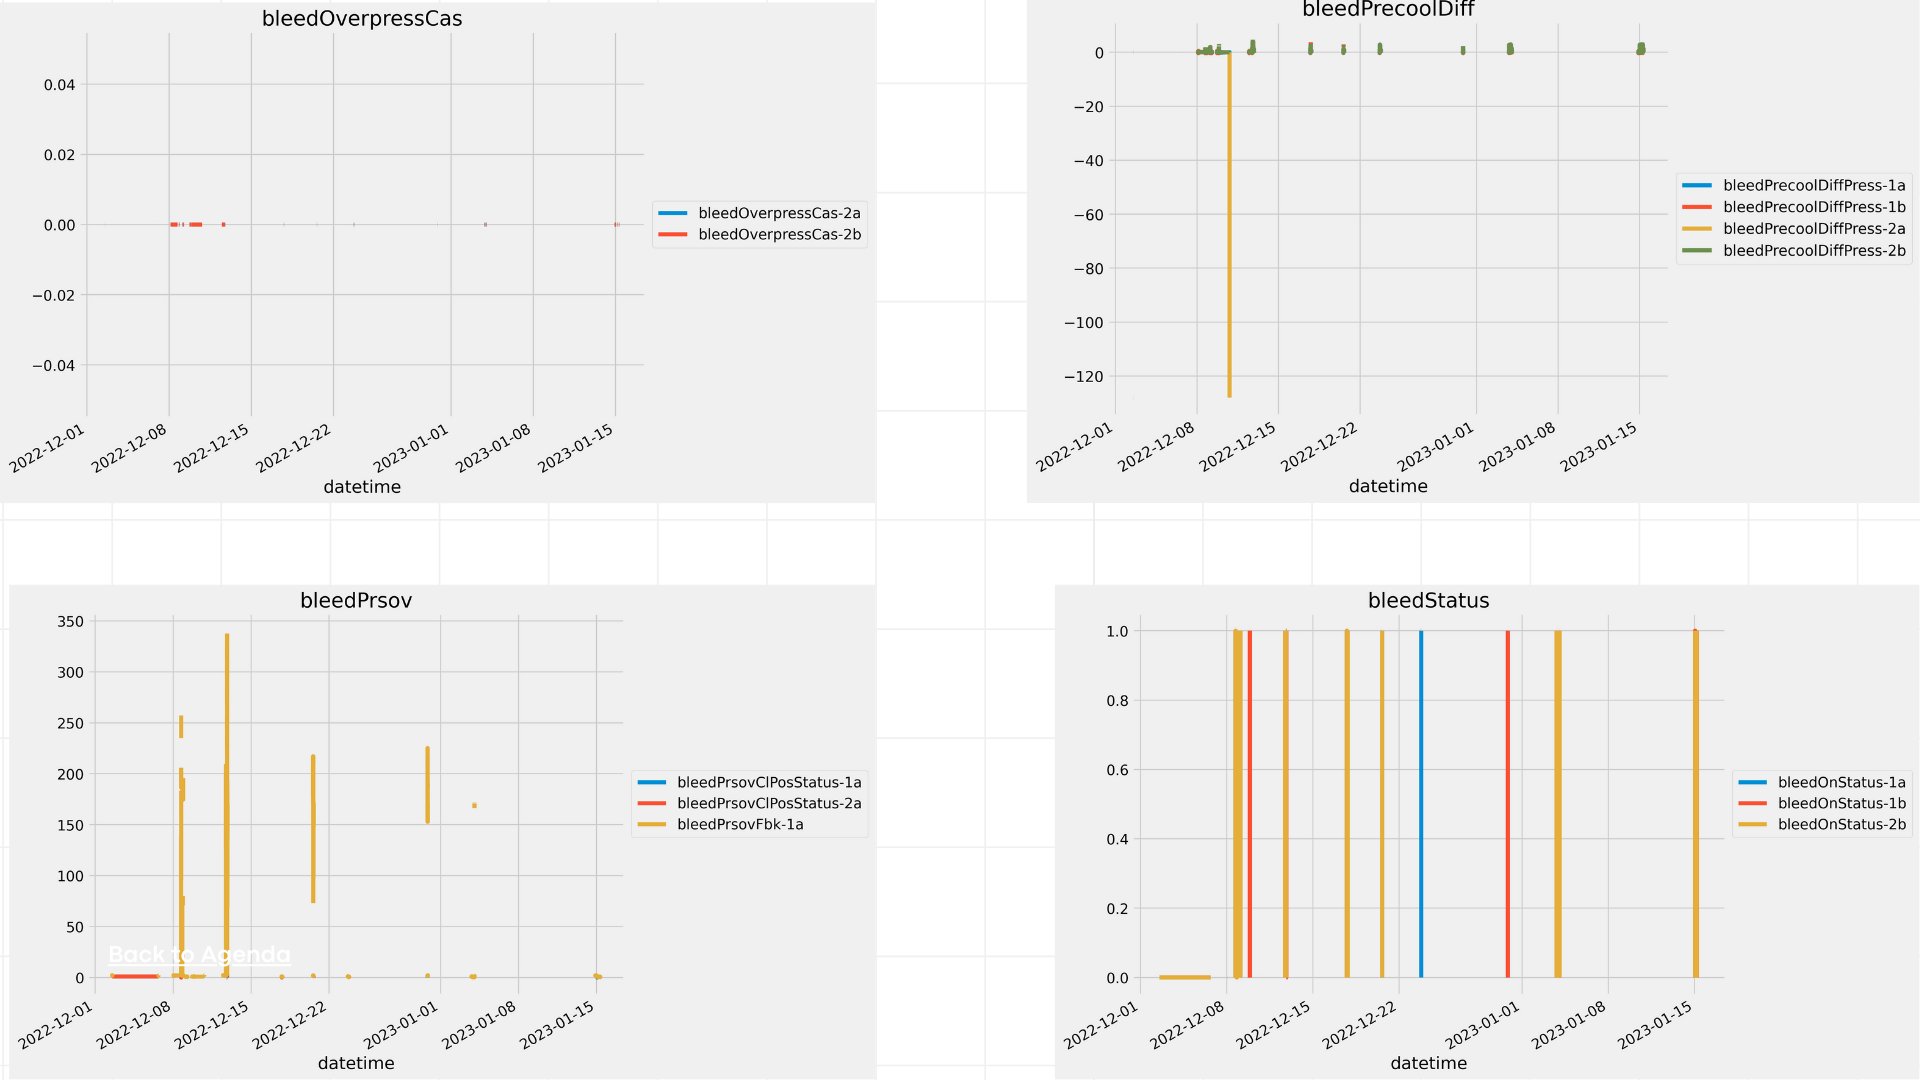 bleedOverpressCas
0.04
0.02
0.00
−0.02
−0.04
2022-12-01
2022-12-08
2022-12-15
2022-12-22
2023-01-01
2023-01-08
2023-01-15
datetime
bleedOverpressCas-2a
bleedOverpressCas-2b
bleedPrecoolDiff
0
−20
−40
−60
−80
−100
−120
2022-12-01
2022-12-08
2022-12-15
2022-12-22
2023-01-01
2023-01-08
2023-01-15
datetime
bleedPrecoolDiffPress-1a
bleedPrecoolDiffPress-1b
bleedPrecoolDiffPress-2a
bleedPrecoolDiffPress-2b
bleedPrsov
350
300
250
200
150
100
50
0
Back to Agenda
2022-12-01
2022-12-08
2022-12-15
2022-12-22
2023-01-01
2023-01-08
2023-01-15
datetime
bleedPrsovClPosStatus-1a
bleedPrsovClPosStatus-2a
bleedPrsovFbk-1a
bleedStatus
1.0
0.8
0.6
0.4
0.2
0.0
2022-12-01
2022-12-08
2022-12-15
2022-12-22
2023-01-01
2023-01-08
2023-01-15
datetime
bleedOnStatus-1a
bleedOnStatus-1b
bleedOnStatus-2b